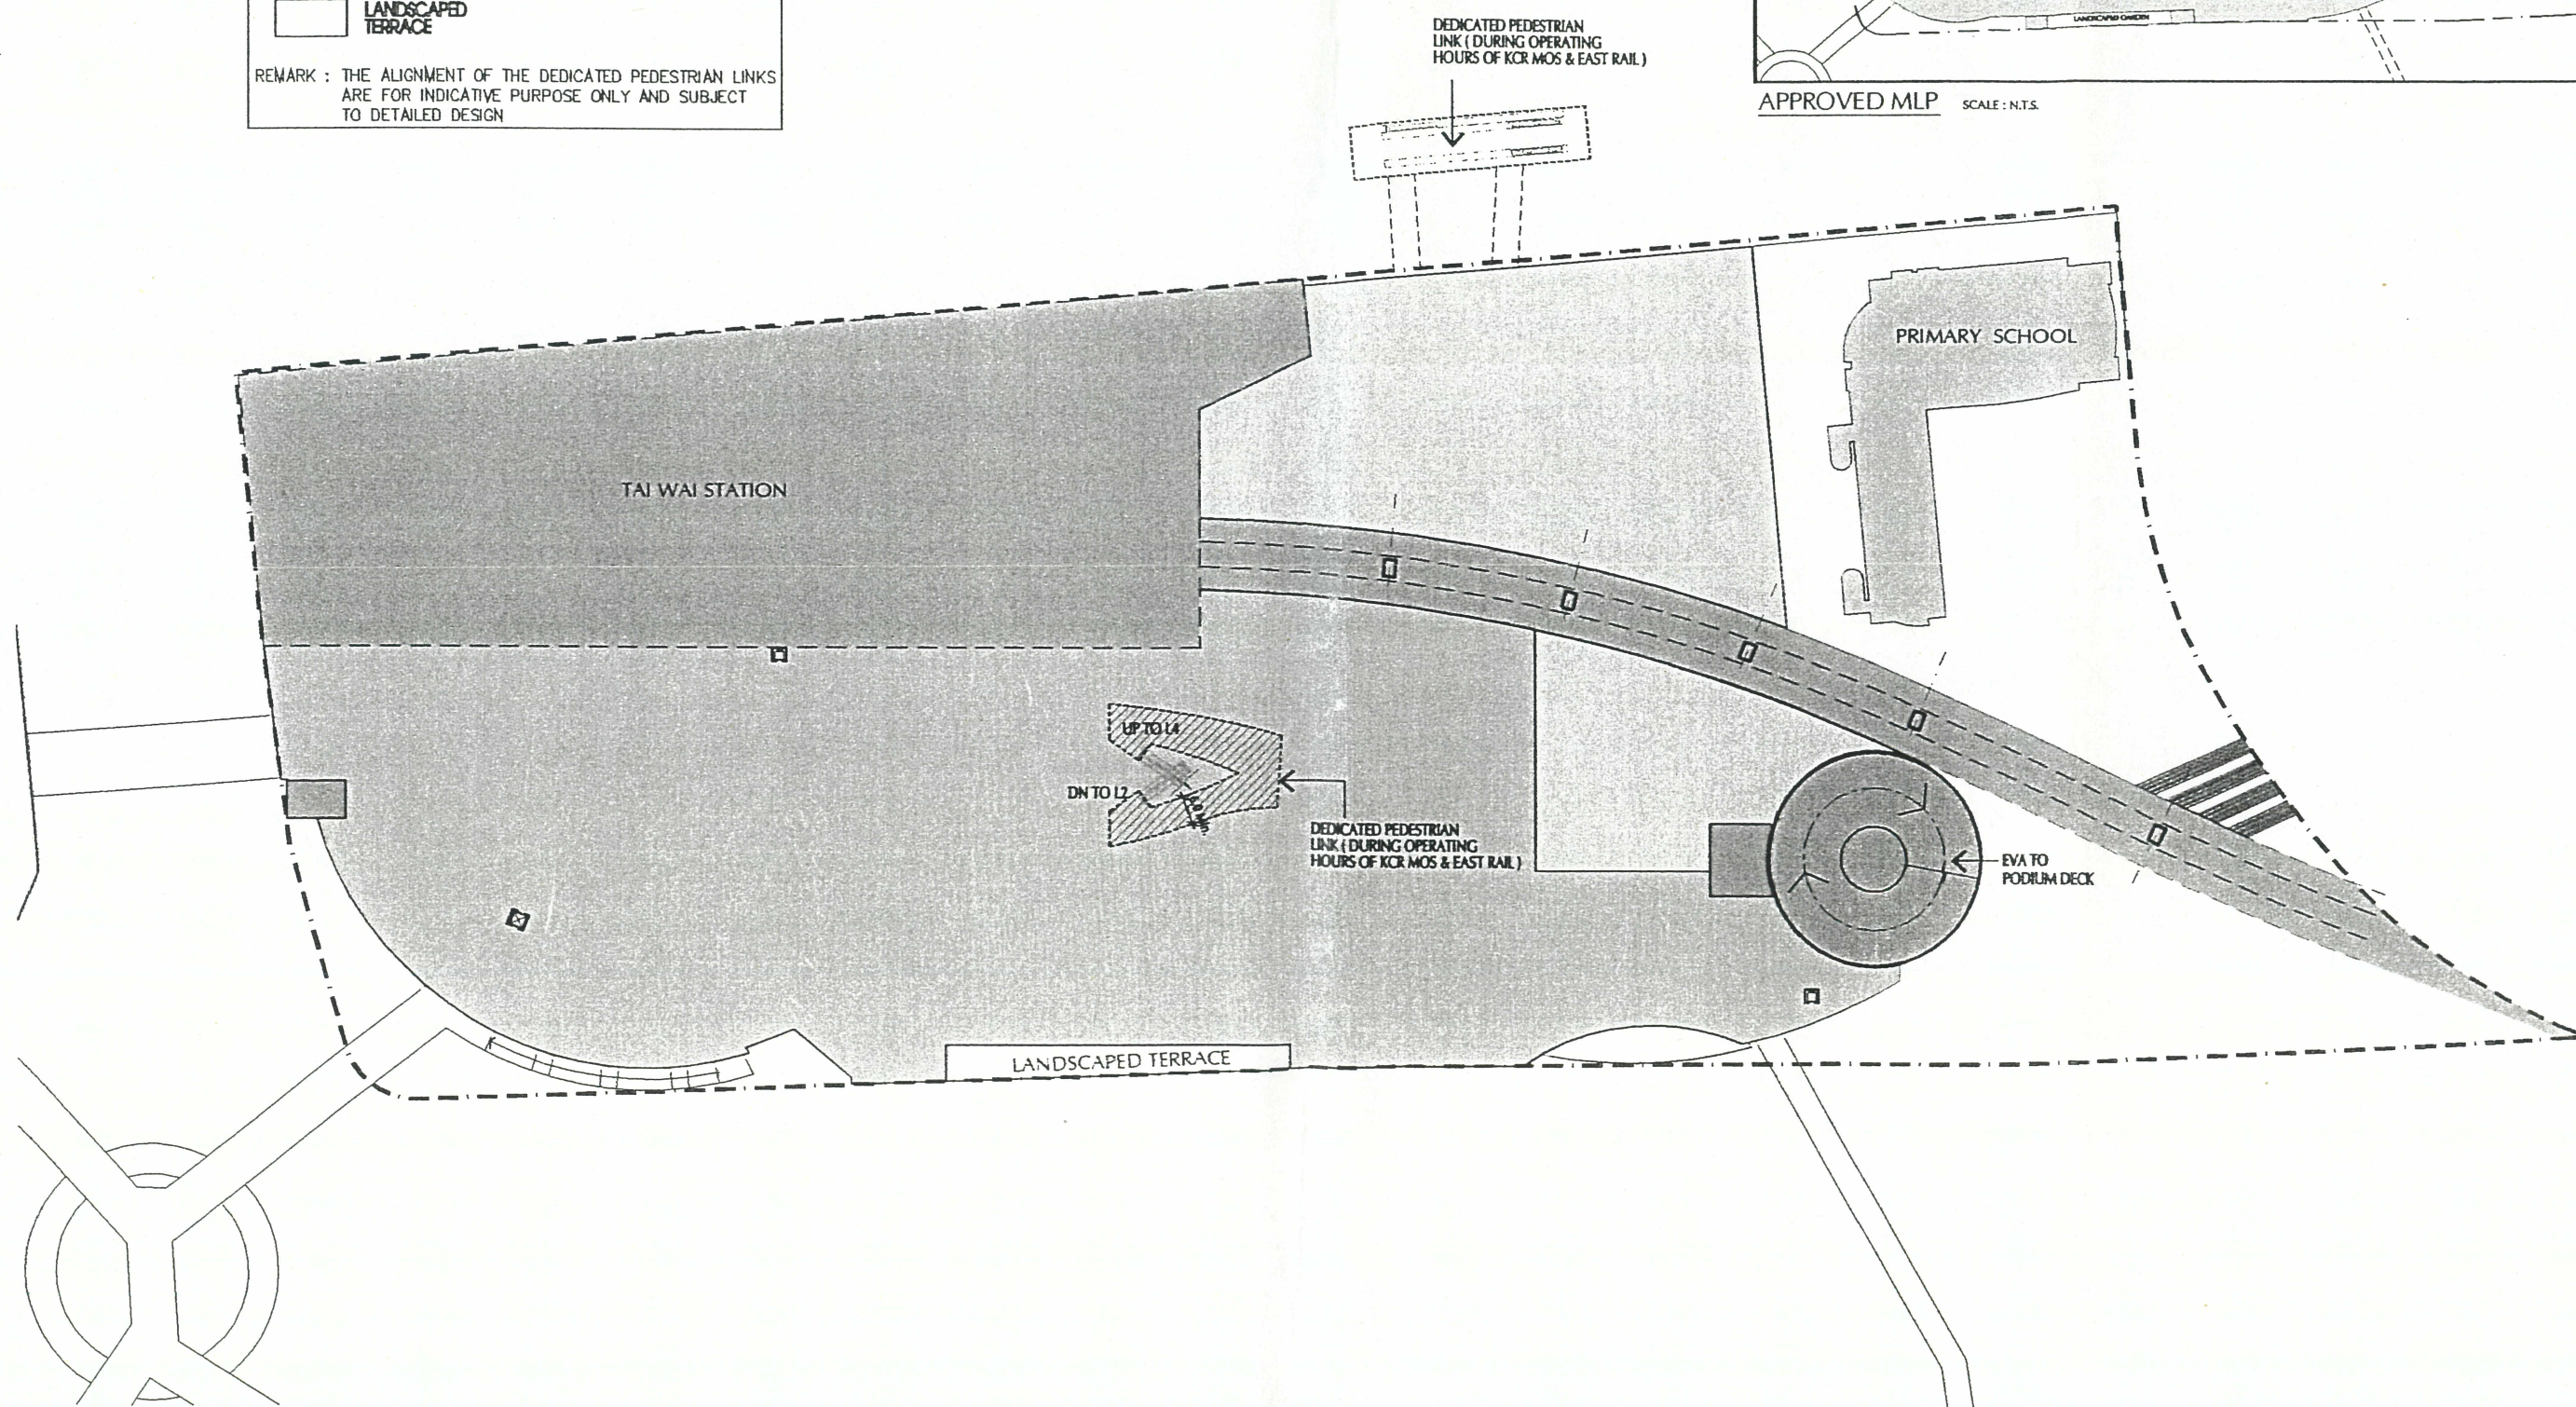 LANDSCAPED
TERRACE
REMARK : THE ALIGNMENT OF THE DEDICATED PEDESTRIAN LINKS
ARE FOR INDICATIVE PURPOSE ONLY AND SUBJECT
TO DETAILED DESIGN
DEDICATED PEDESTRIAN
LINK ( DURING OPERATING
HOURS OF KCR MOS & EAST RAIL )
LANDSCAPED GARDEN
APPROVED MLP SCALE : N.T.S.
PRIMARY SCHOOL
TAI WAI STATION
UP TO L4
DN TO L2
DEDICATED PEDESTRIAN
LINK ( DURING OPERATING
HOURS OF KCR MOS & EAST RAIL )
EVA TO
PODIUM DECK
LANDSCAPED TERRACE